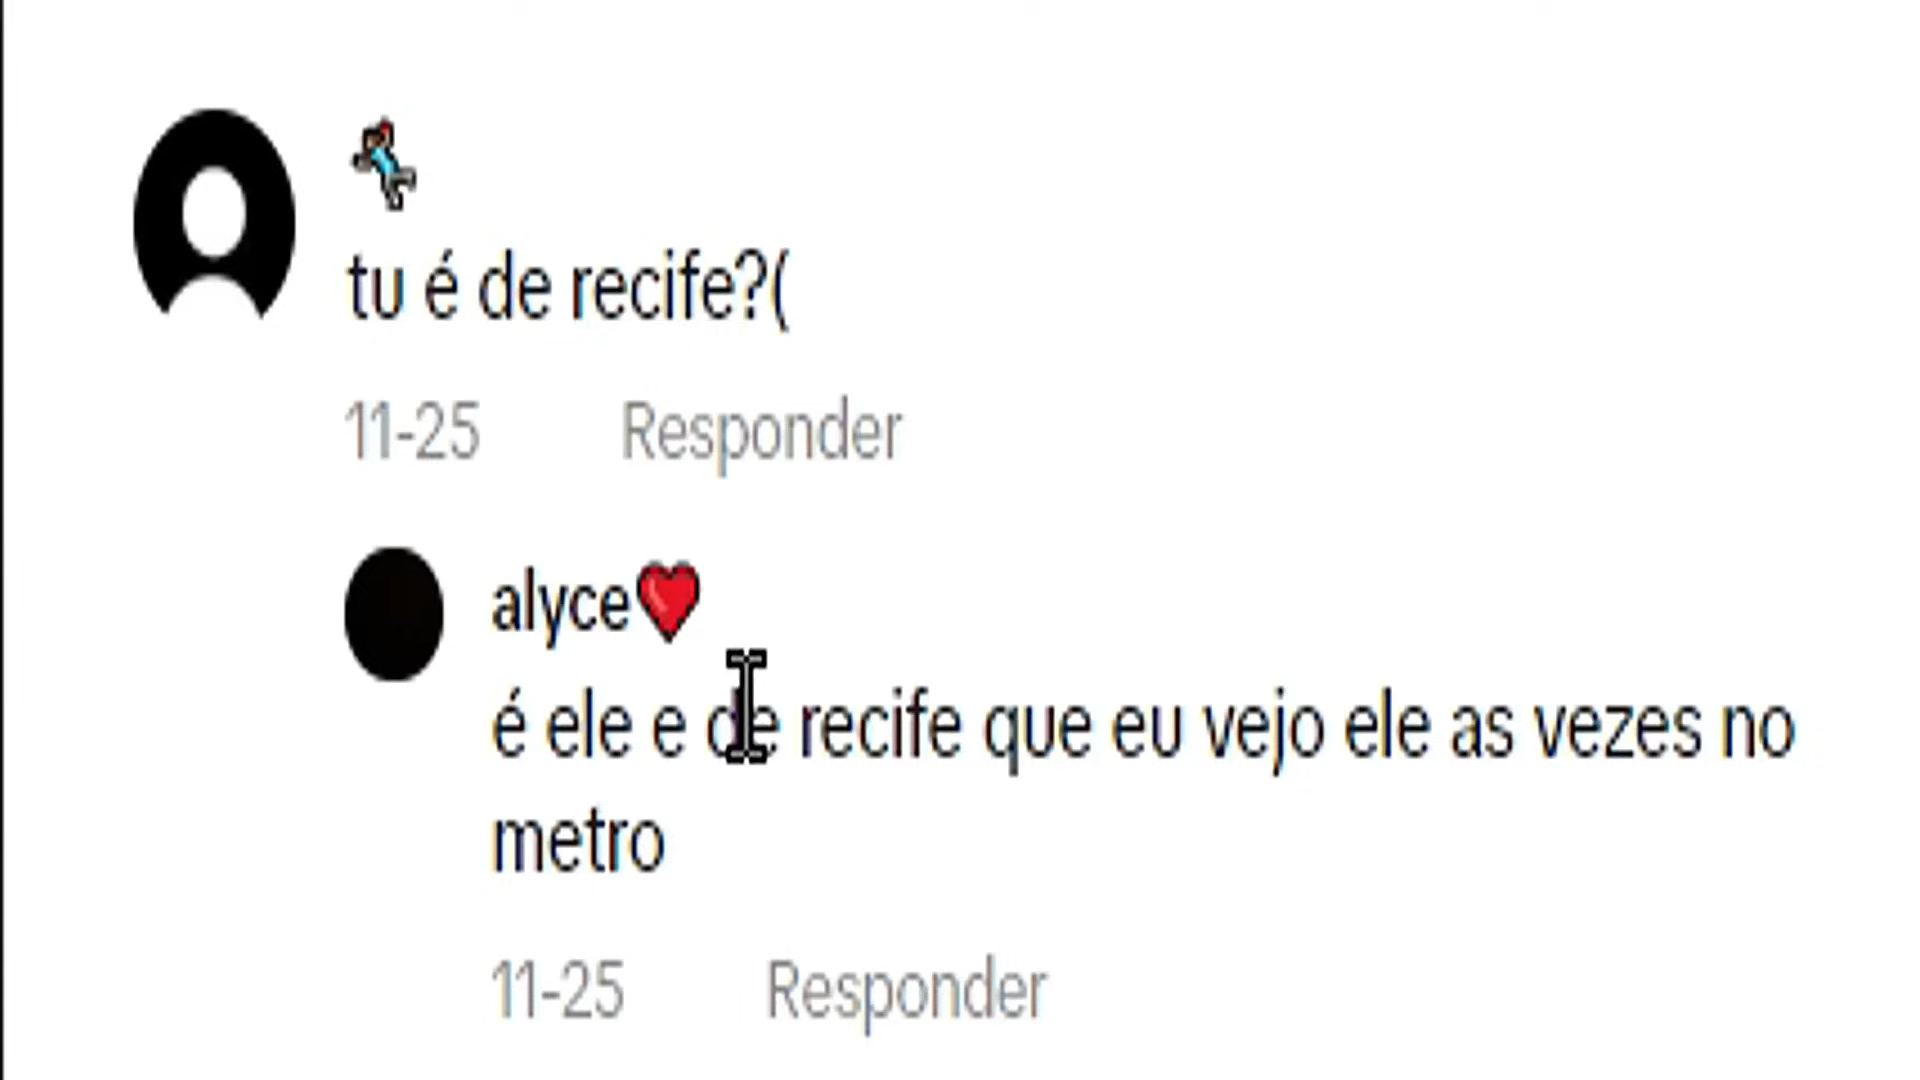 tu é de recife?(
11-25 Responder
alyce❤️
é ele e de recife que eu vejo ele as vezes no
metro
11-25 Responder